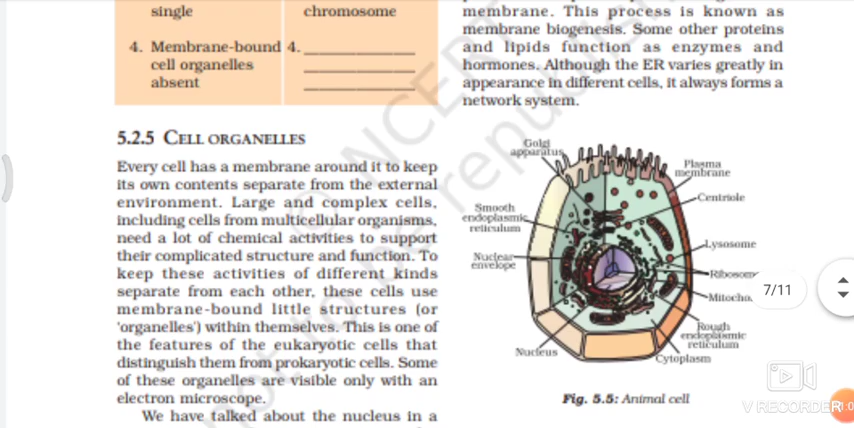 single
chromosome
4. Membrane-bound
cell organelles
absent
4.
membrane. This process is known as
membrane biogenesis. Some other proteins
and lipids function as enzymes and
hormones. Although the ER varies greatly in
appearance in different cells, it always forms a
network system.
5.2.5 CELL ORGANELLES
Every cell has a membrane around it to keep
its own contents separate from the external
environment. Large and complex cells,
including cells from multicellular organisms,
need a lot of chemical activities to support
their complicated structure and function. To
keep these activities of different kinds
separate from each other, these cells use
membrane-bound little structures (or
'organelles') within themselves. This is one of
the features of the eukaryotic cells that
distinguish them from prokaryotic cells. Some
of these organelles are visible only with an
electron microscope.
We have talked about the nucleus in a
Golgi
apparatus
Plasma
membrane
Centriole
Smooth
endoplasmic
reticulum
Nuclear
envelope
Lysosome
Ribosom
Mitocho
Rough
endoplasmic
reticulum
Nucleus
Cytoplasm
Fig. 5.5: Animal cell
7/11
V RECORDER
© NCERT
not to be republish